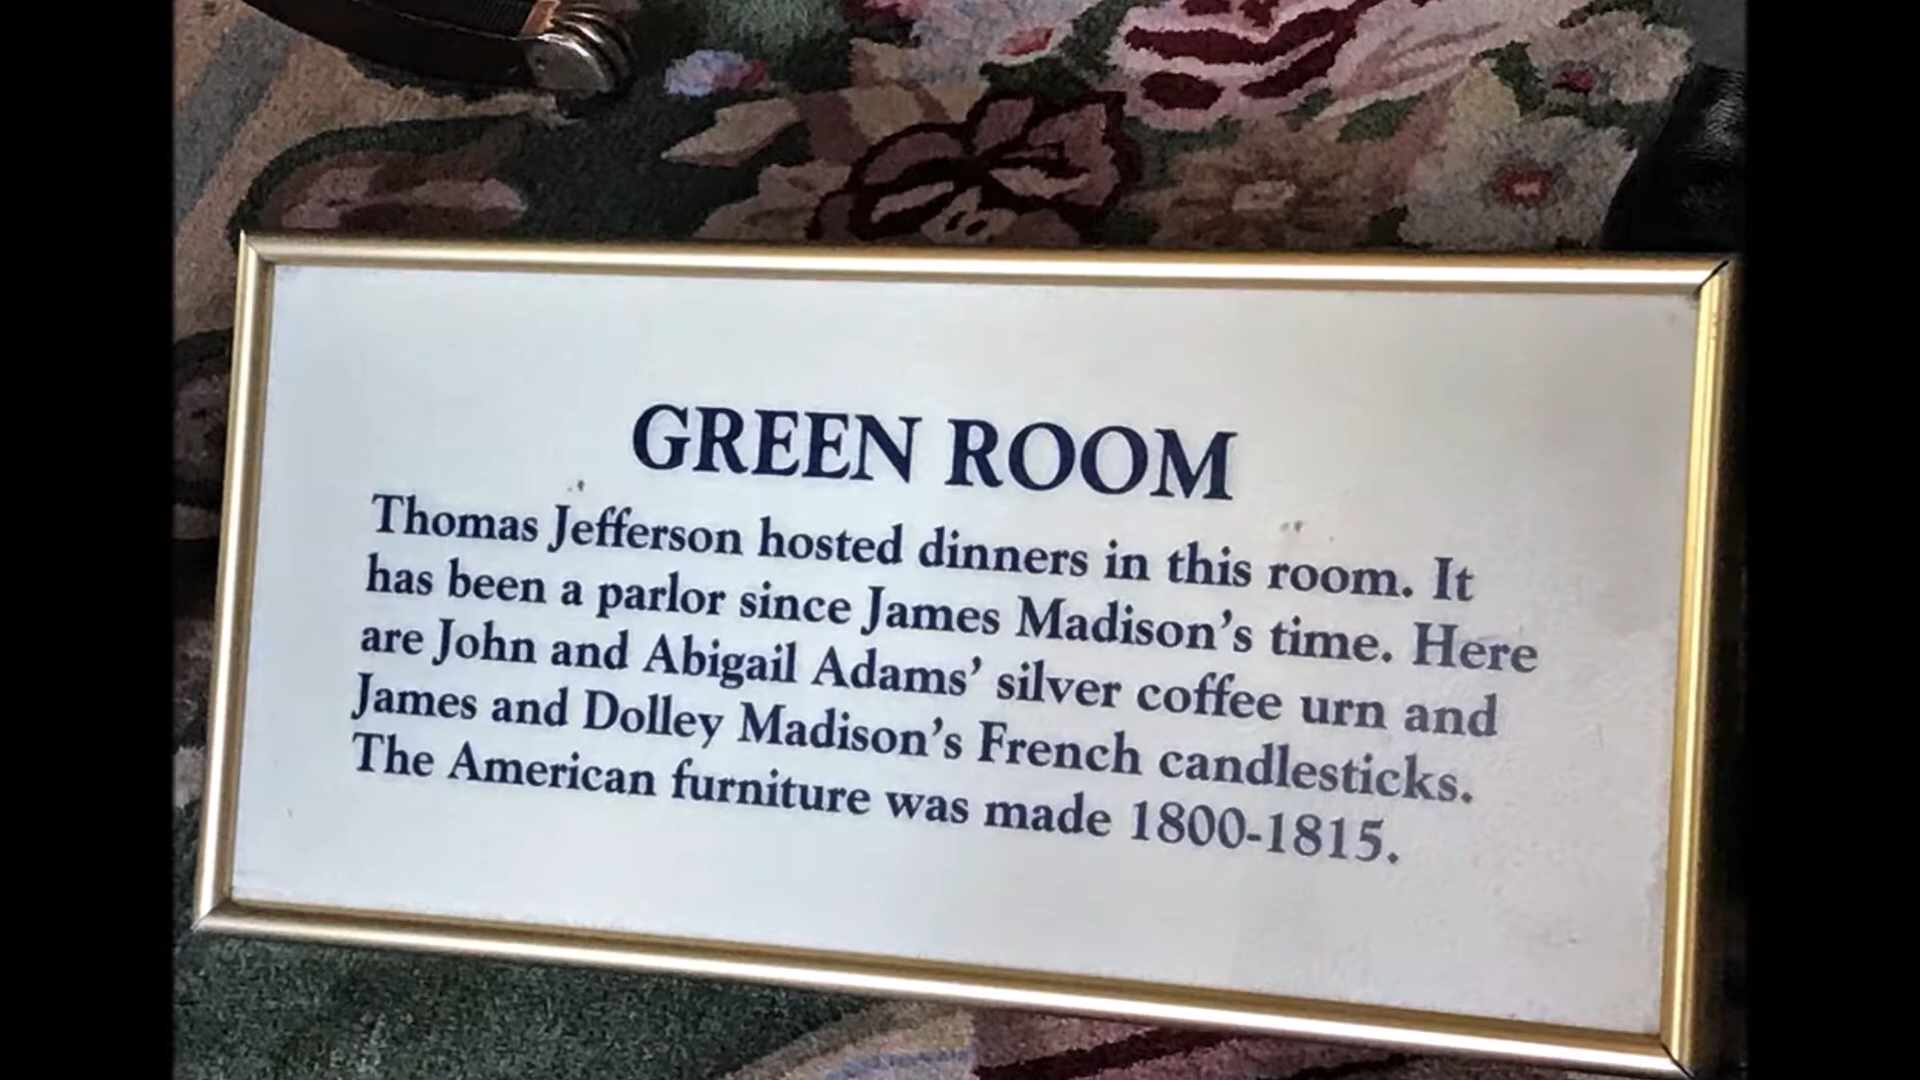 GREEN ROOM
Thomas Jefferson hosted dinners in this room. It
has been a parlor since James Madison's time. Here
are John and Abigail Adams' silver coffee urn and
James and Dolley Madison's French candlesticks.
The American furniture was made 1800-1815.